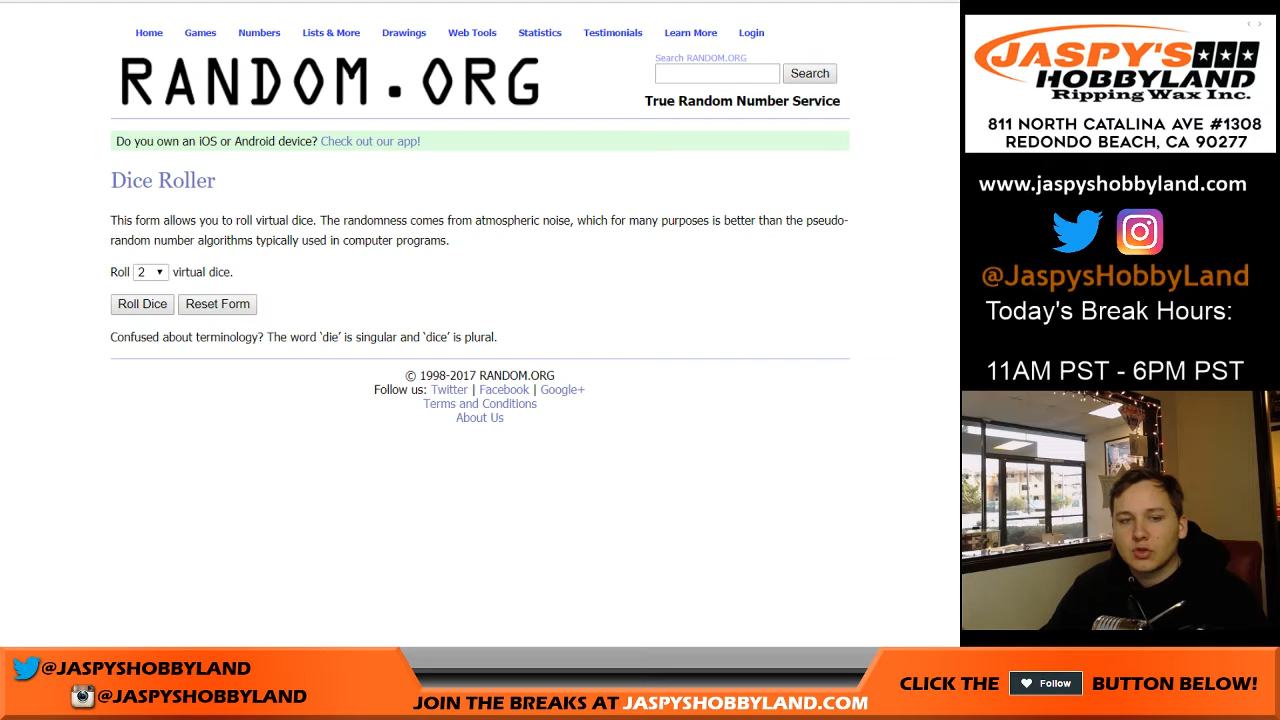 Home Games Numbers Lists & More Drawings Web Tools Statistics Testimonials Learn More Login
RANDOM.ORG
Search RANDOM.ORG
Search
True Random Number Service
Do you own an iOS or Android device? Check out our app!
Dice Roller
This form allows you to roll virtual dice. The randomness comes from atmospheric noise, which for many purposes is better than the pseudo-
random number algorithms typically used in computer programs.
Roll 2 virtual dice.
Roll Dice Reset Form
Confused about terminology? The word ‘die’ is singular and ‘dice’ is plural.
© 1998-2017 RANDOM.ORG
Follow us: Twitter | Facebook | Google+
Terms and Conditions
About Us
JASPY'S
HOBBYLAND
Ripping Wax Inc.
811 NORTH CATALINA AVE #1308
REDONDO BEACH, CA 90277
www.jaspyshobbyland.com
@JaspysHobbyLand
Today's Break Hours:
11AM PST - 6PM PST
@JASPYSHOBBYLAND
@JASPYSHOBBYLAND
JOIN THE BREAKS AT JASPYSHOBBYLAND.COM
CLICK THE Follow BUTTON BELOW!